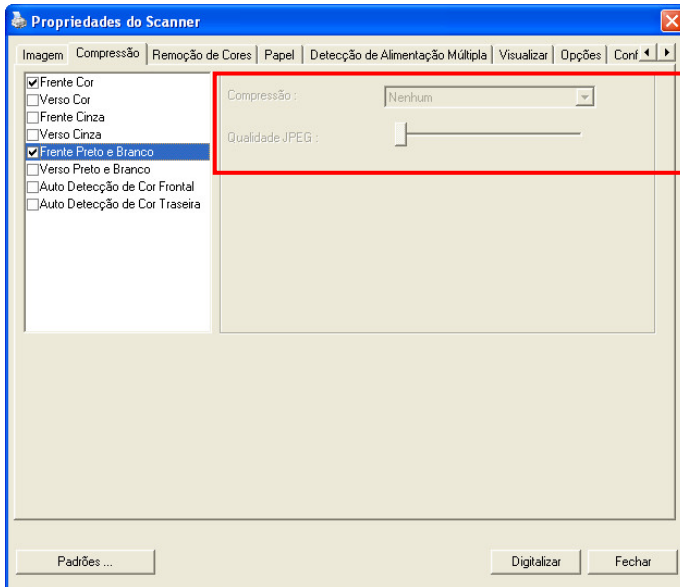 Propriedades do Scanner
Imagem Compressão Remoção de Cores Papel Detecção de Alimentação Múltipla Visualizar Opções Conf
Frente Cor
Verso Cor
Frente Cinza
Verso Cinza
Frente Preto e Branco
Verso Preto e Branco
Auto Detecção de Cor Frontal
Auto Detecção de Cor Traseira
Compressão : Nenhum
Qualidade JPEG :
Padrões ... Digitalizar Fechar